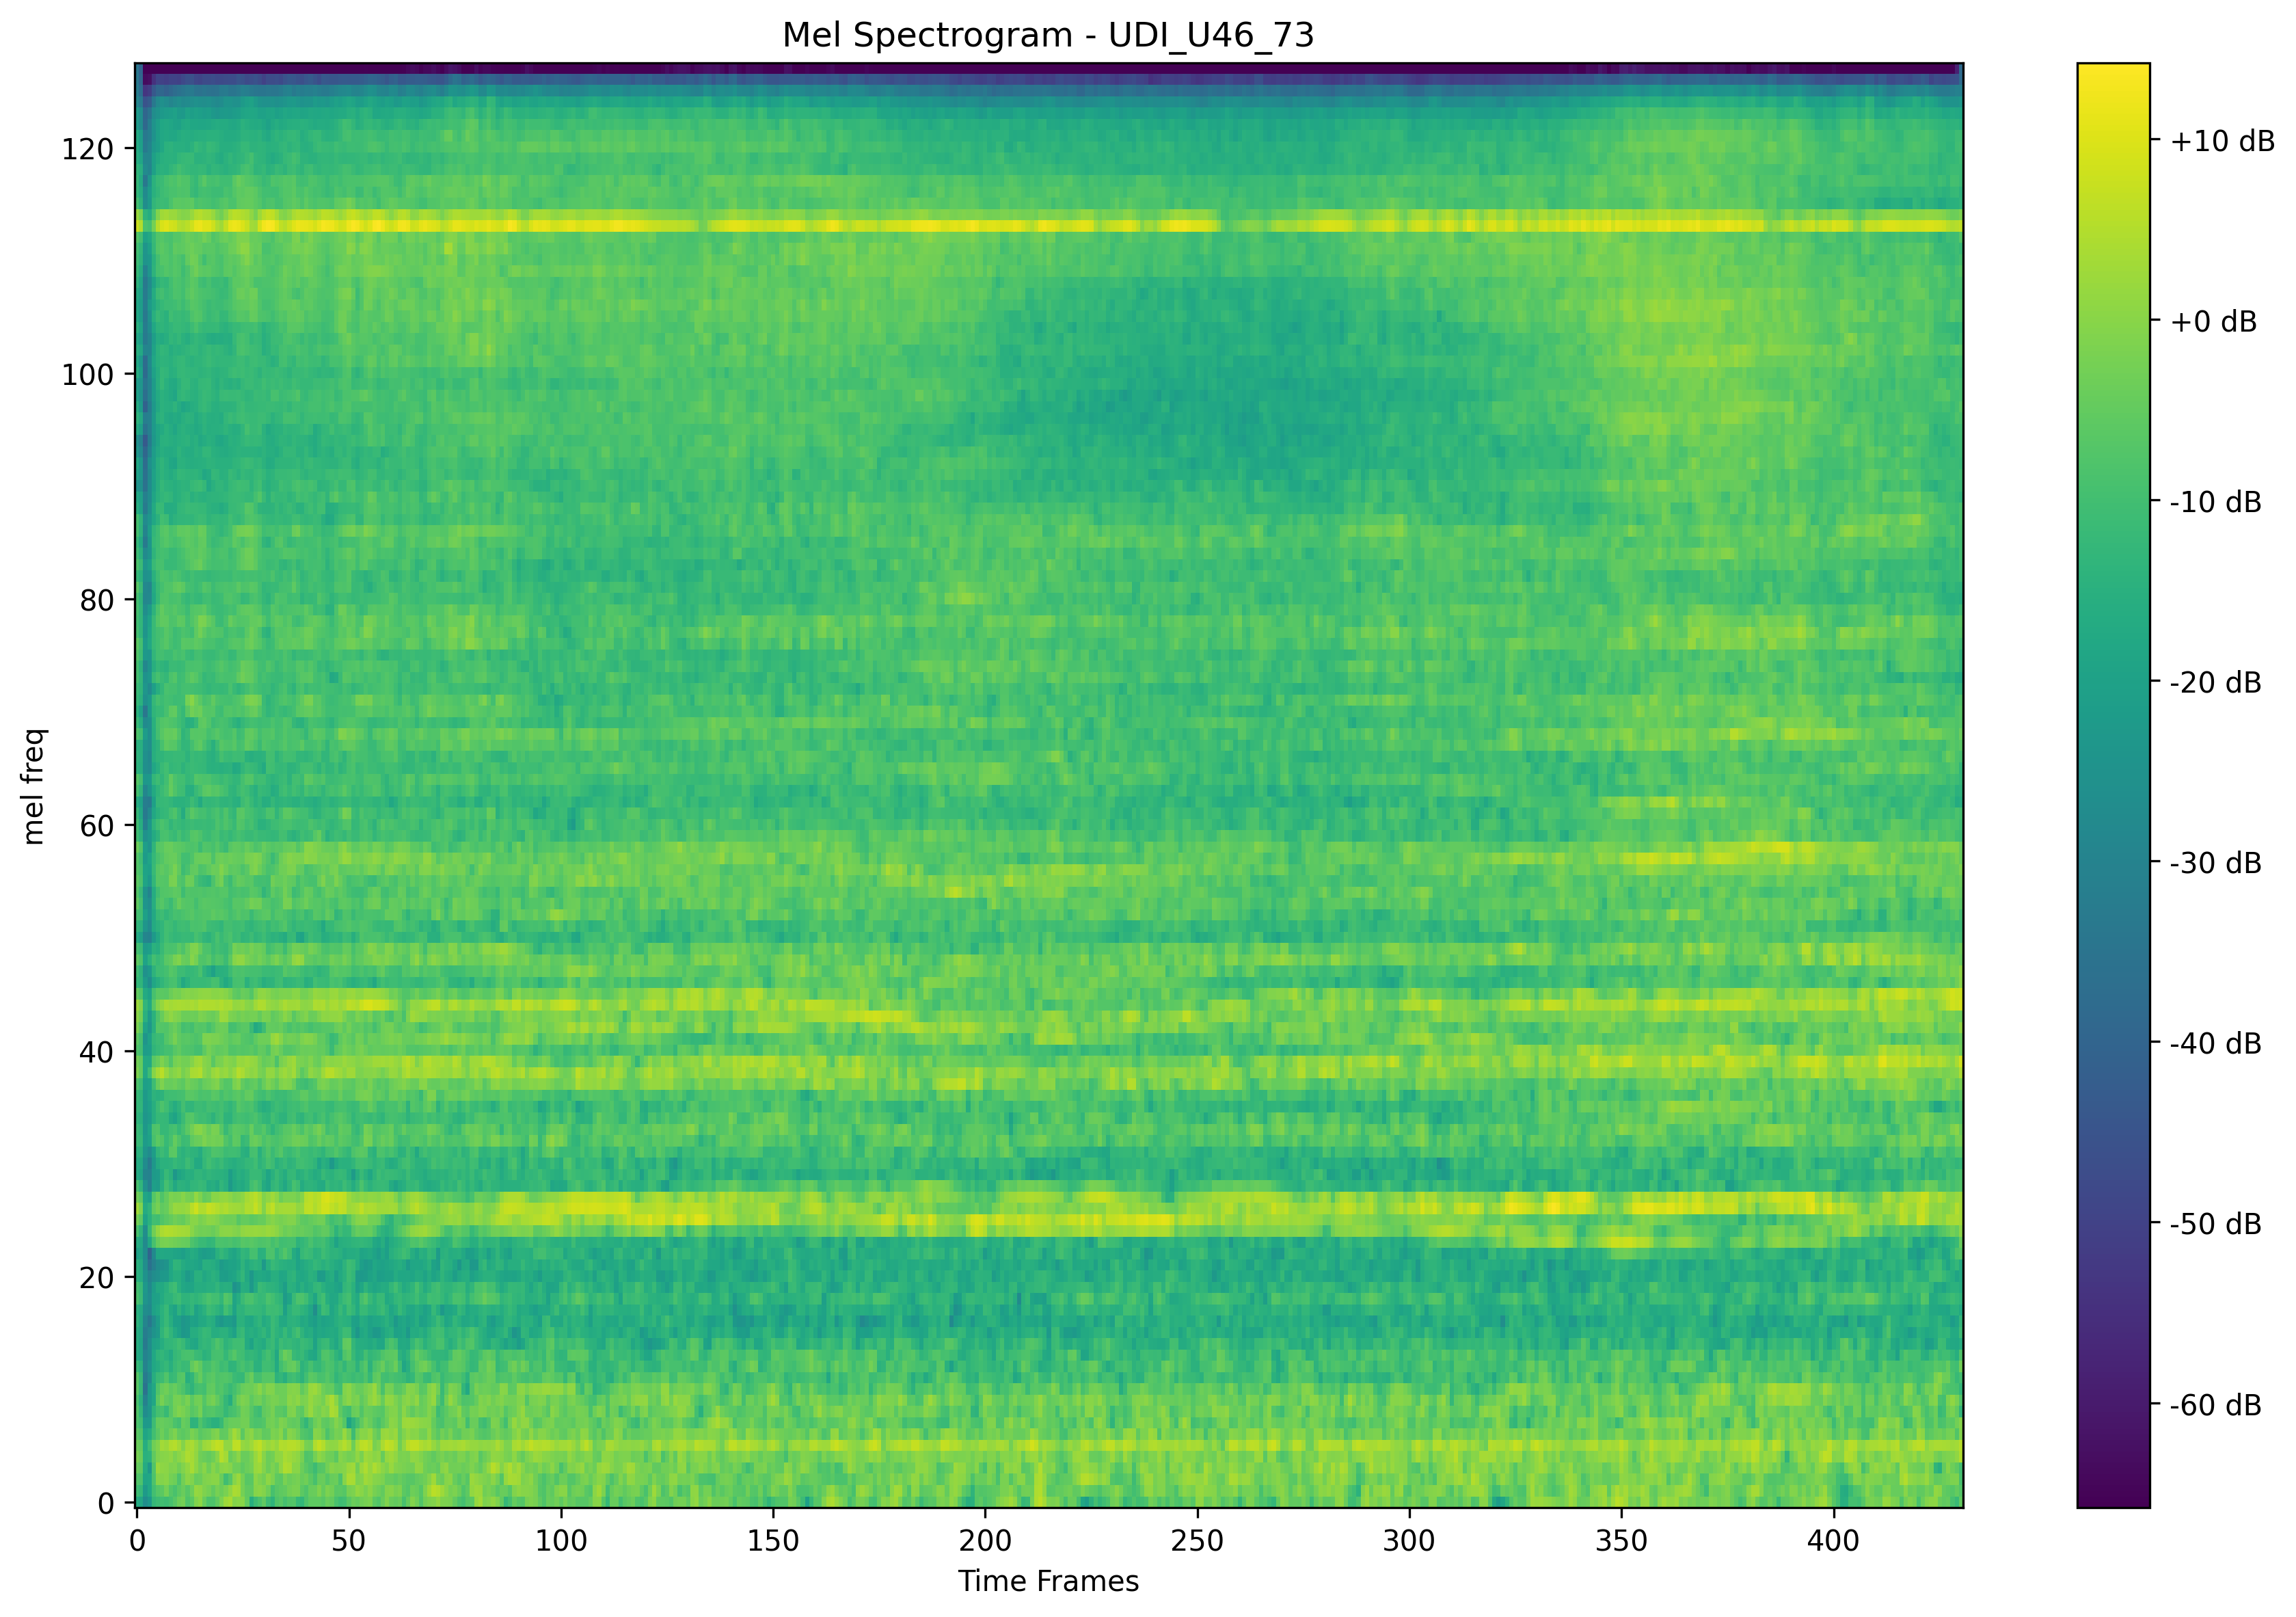 Mel Spectrogram - UDI_U46_73
mel freq
120
100
80
60
40
20
0
0 50 100 150 200 250 300 350 400
Time Frames
+10 dB
+0 dB
-10 dB
-20 dB
-30 dB
-40 dB
-50 dB
-60 dB